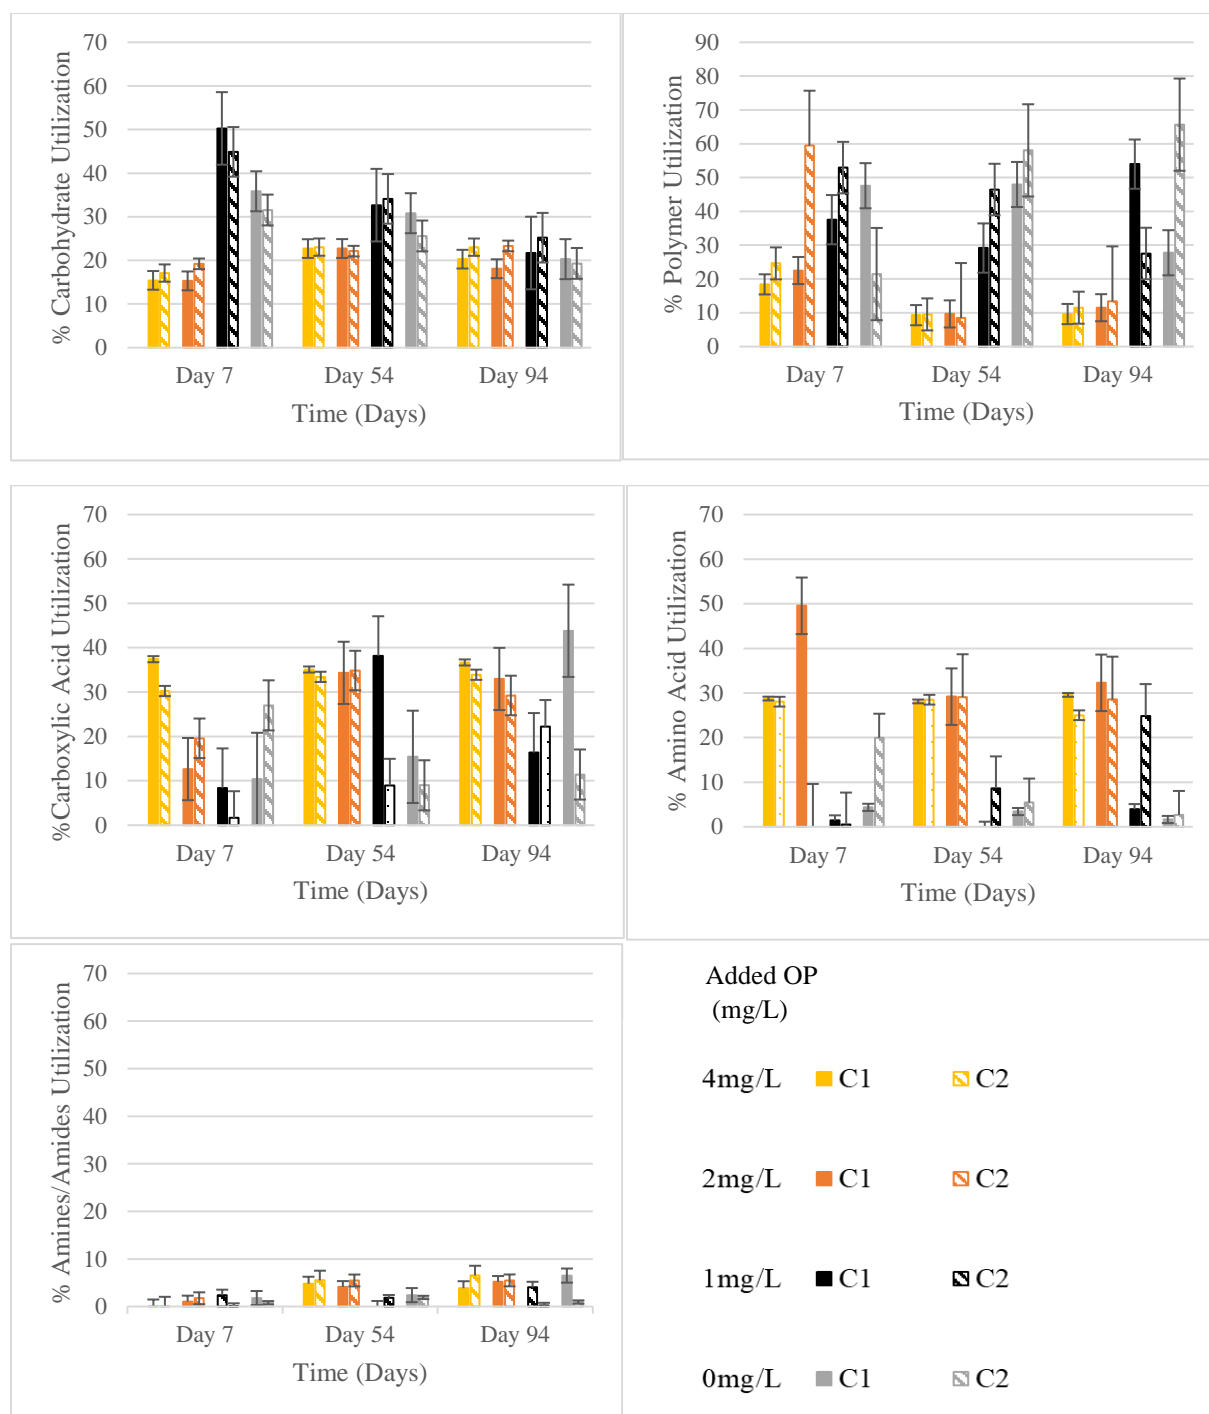 % Carbohydrate Utilization
70
60
50
40
30
20
10
0
Day 7 Day 54 Day 94
Time (Days)
% Polymer Utilization
90
80
70
60
50
40
30
20
10
0
Day 7 Day 54 Day 94
Time (Days)
%Carboxylic Acid Utilization
70
60
50
40
30
20
10
0
Day 7 Day 54 Day 94
Time (Days)
% Amino Acid Utilization
70
60
50
40
30
20
10
0
Day 7 Day 54 Day 94
Time (Days)
% Amines/Amides Utilization
70
60
50
40
30
20
10
0
Day 7 Day 54 Day 94
Time (Days)
Added OP
(mg/L)
4mg/L C1 C2
2mg/L C1 C2
1mg/L C1 C2
0mg/L C1 C2